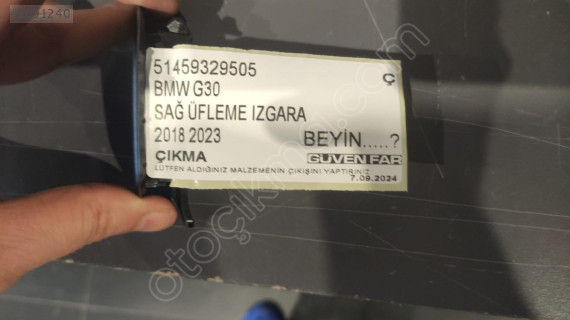 51459329505
Ç
BMW G30
SAĞ ÜFLEME IZGARA
2018 2023
BEYİN.....?
ÇIKMA
GÜVEN FAR
LÜTFEN ALDIĞINIZ MALZEMENİN ÇIKIŞINI YAPTIRINIZ
7.09.2024
otoçıkma.com